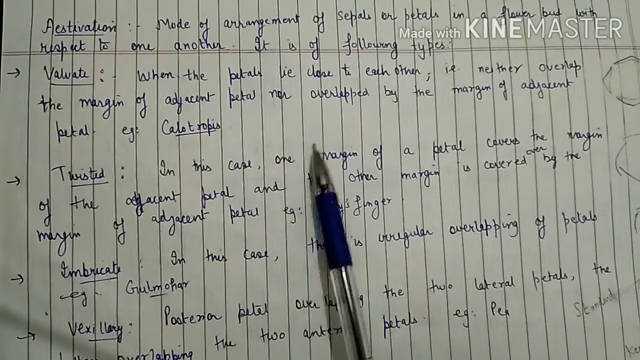 Aestivation :- Mode of arrangement of sepals or petals in a flower bud with
respect to one another. It is of following types:
Made with KINEMASTER
→ Valvate :- When the petals lie close to each other, i.e neither overlap
the margin of adjacent petal nor overlapped by the margin of adjacent
petal. eg: Calotropis
→ Twisted : In this case, one margin of a petal covers the margin
of the adjacent petal and other margin is covered over by the
margin of adjacent petal eg: finger
→ Imbricate : In this case, is irregular overlapping of petals
eg: Gulmohar
→ Vexillary : Posterior petal the two lateral petals, the
overlapping the two petals. eg: Pea